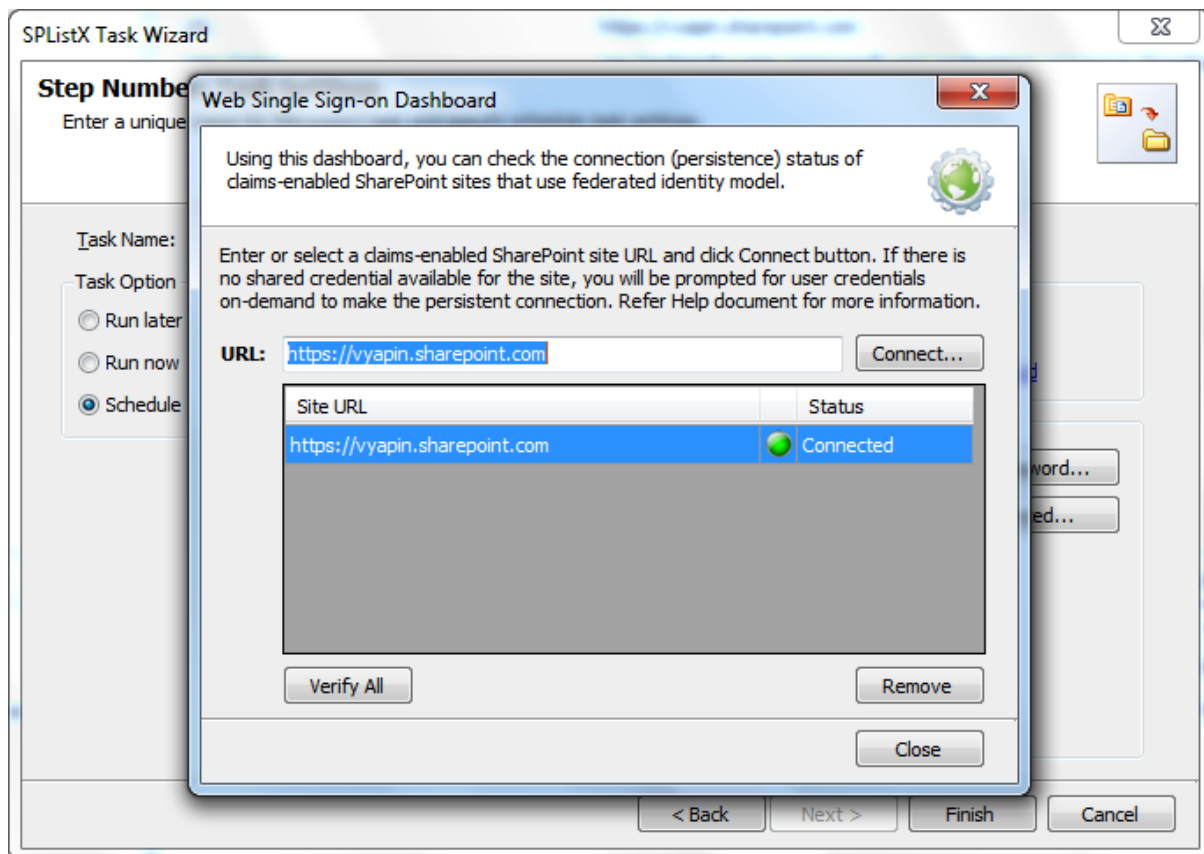 SPListX Task Wizard
Step Numbe
Enter a unique
Web Single Sign-on Dashboard
Using this dashboard, you can check the connection (persistence) status of
claims-enabled SharePoint sites that use federated identity model.
Task Name:
Enter or select a claims-enabled SharePoint site URL and click Connect button. If there is
no shared credential available for the site, you will be prompted for user credentials
on-demand to make the persistent connection. Refer Help document for more information.
Task Option
Run later
Run now
Schedule
URL: https://vyapin.sharepoint.com Connect...
Site URL Status
https://vyapin.sharepoint.com Connected
word...
ed...
Verify All Remove
Close
< Back Next > Finish Cancel